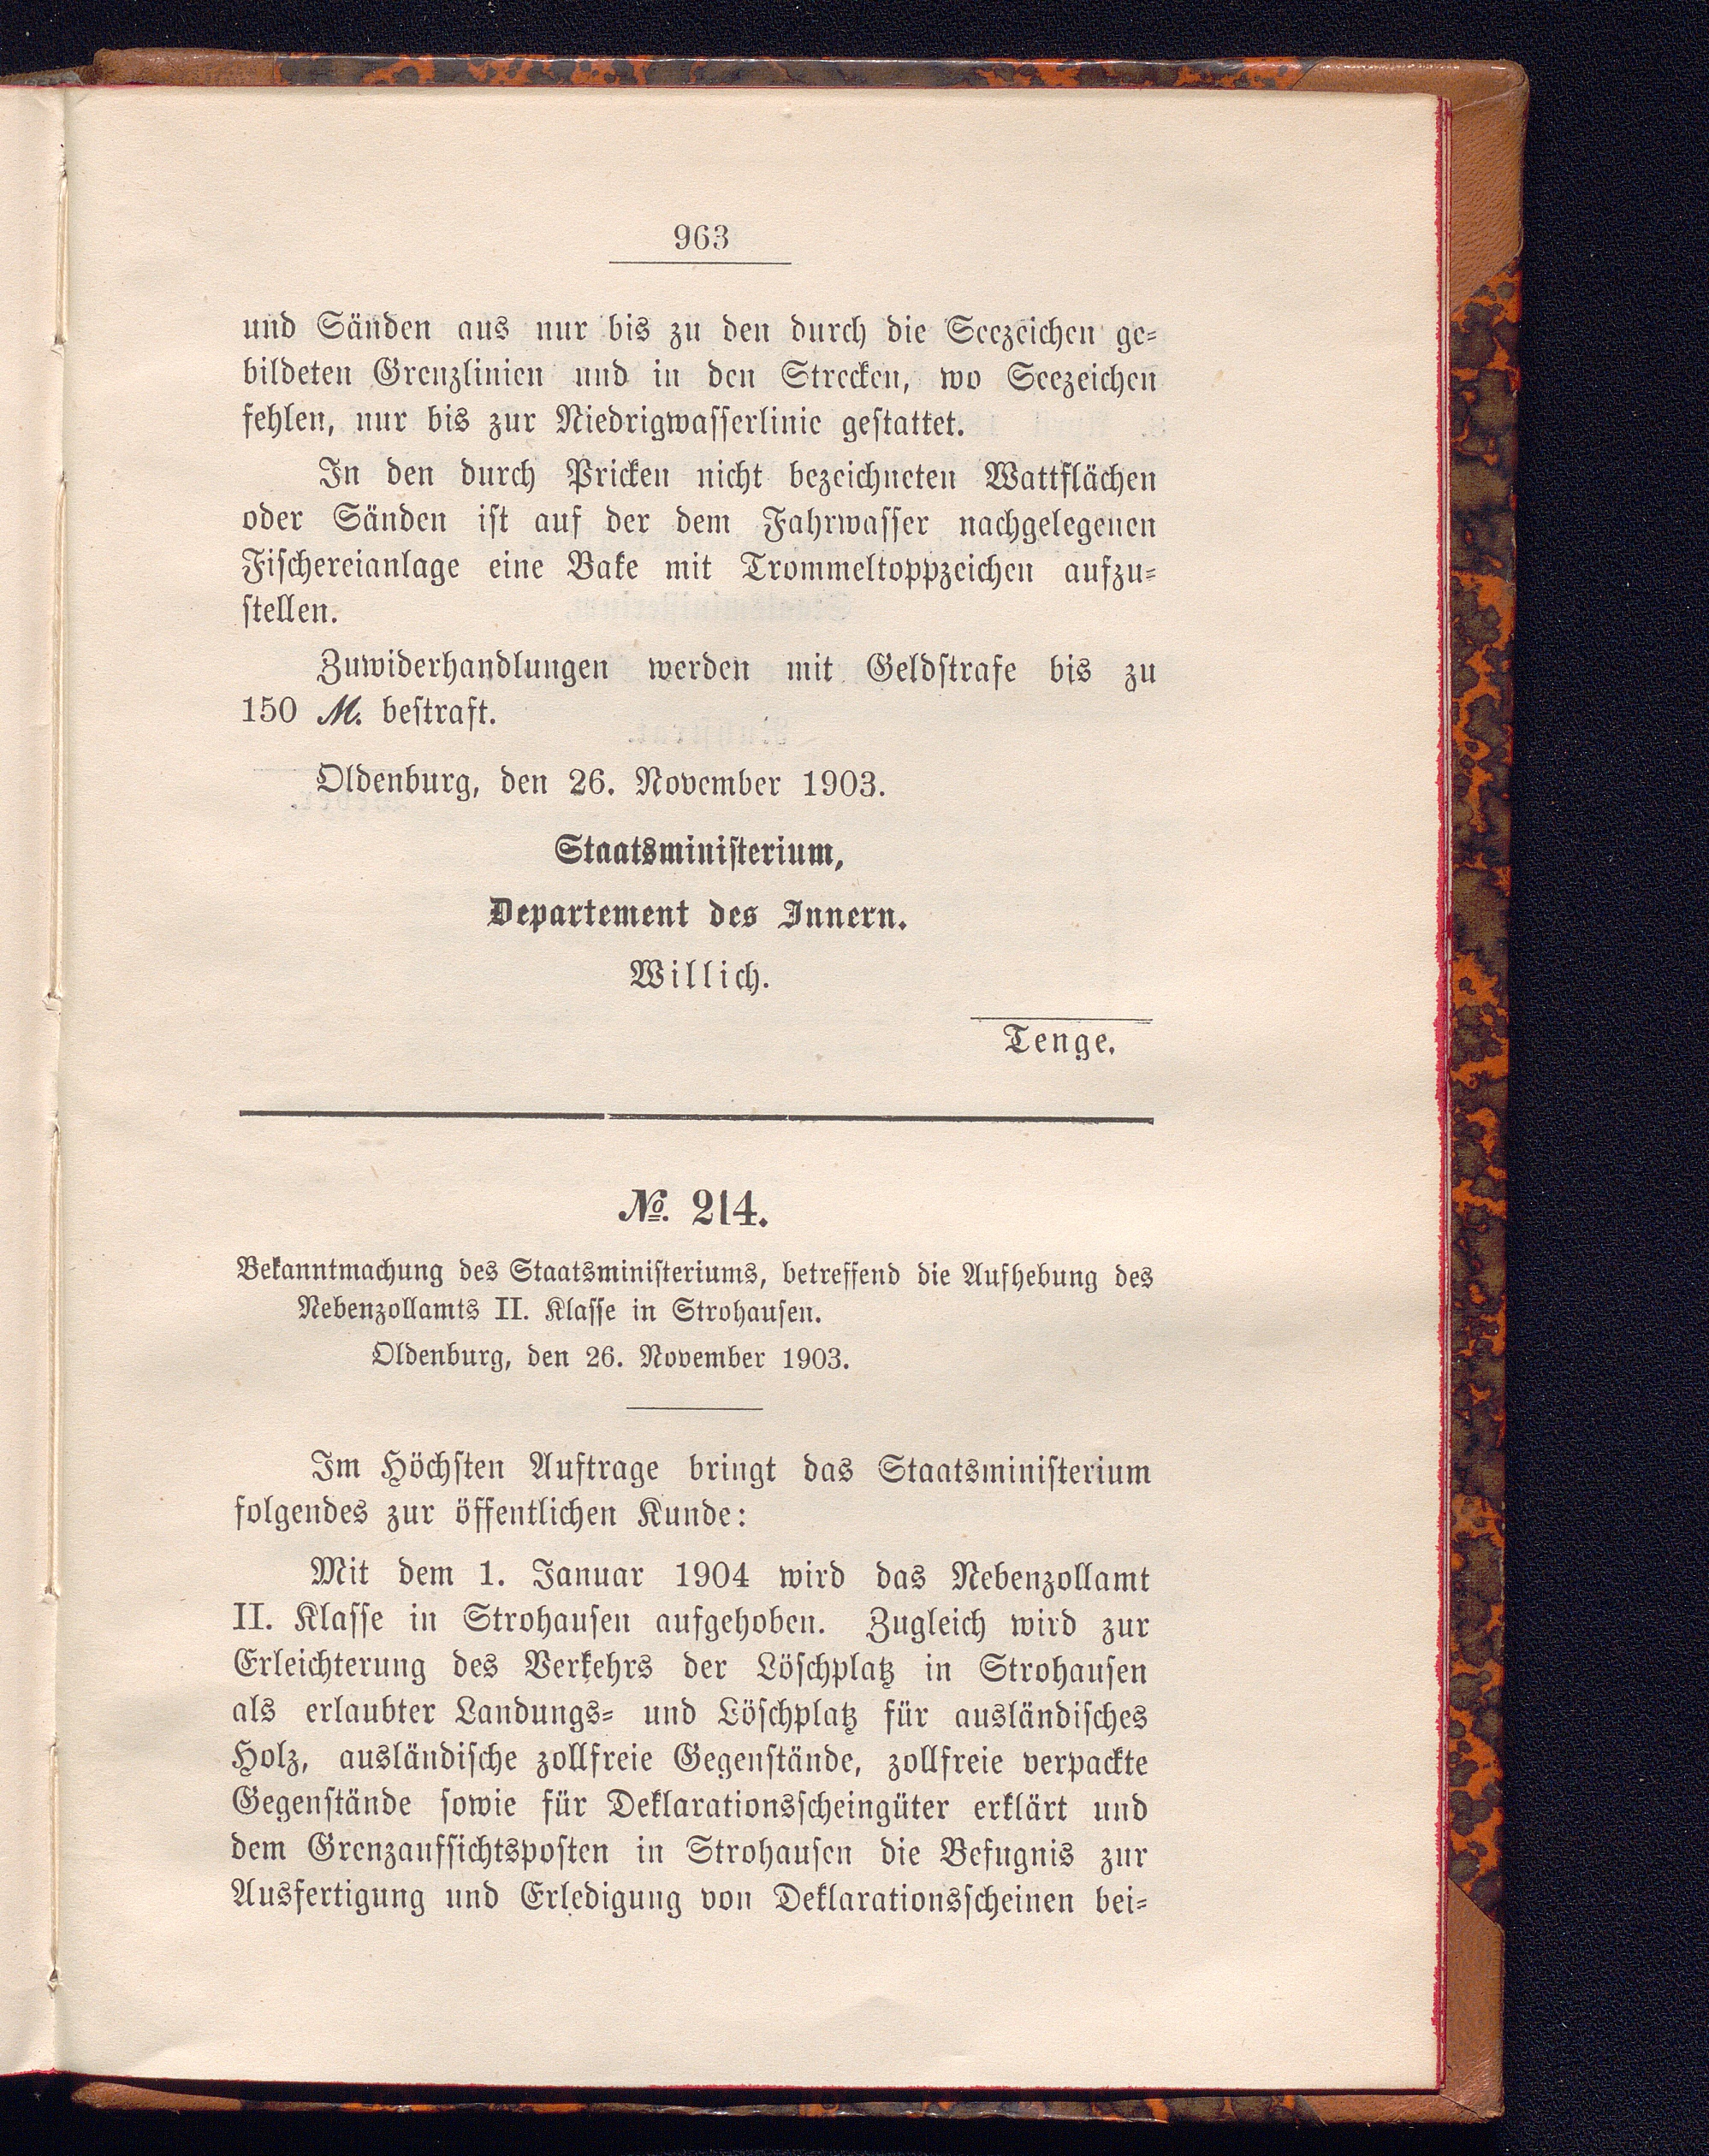 963
und Sänden aus nur bis zu den durch die Seezeichen ge-
bildeten Grenzlinien und in den Strecken, wo Seezeichen
fehlen, nur bis zur Niedrigwasserlinie gestattet.
In den durch Pricken nicht bezeichneten Wattflächen
oder Sänden ist auf der dem Fahrwasser nachgelegenen
Fischereianlage eine Bake mit Trommeltoppzeichen aufzu-
stellen.
Zuwiderhandlungen werden mit Geldstrafe bis zu
150 M. bestraft.
Oldenburg, den 26. November 1903.
Staatsministerium,
Departement des Innern.
Willich.
Tenge.
No. 214.
Bekanntmachung des Staatsministeriums, betreffend die Aufhebung des
Nebenzollamts II. Klasse in Strohausen.
Oldenburg, den 26. November 1903.
Im Höchsten Auftrage bringt das Staatsministerium
folgendes zur öffentlichen Kunde:
Mit dem 1. Januar 1904 wird das Nebenzollamt
II. Klasse in Strohausen aufgehoben. Zugleich wird zur
Erleichterung des Verkehrs der Löschplatz in Strohausen
als erlaubter Landungs- und Löschplatz für ausländisches
Holz, ausländische zollfreie Gegenstände, zollfreie verpackte
Gegenstände sowie für Deklarationsscheingüter erklärt und
dem Grenzaufsichtsposten in Strohausen die Befugnis zur
Ausfertigung und Erledigung von Deklarationsscheinen bei-